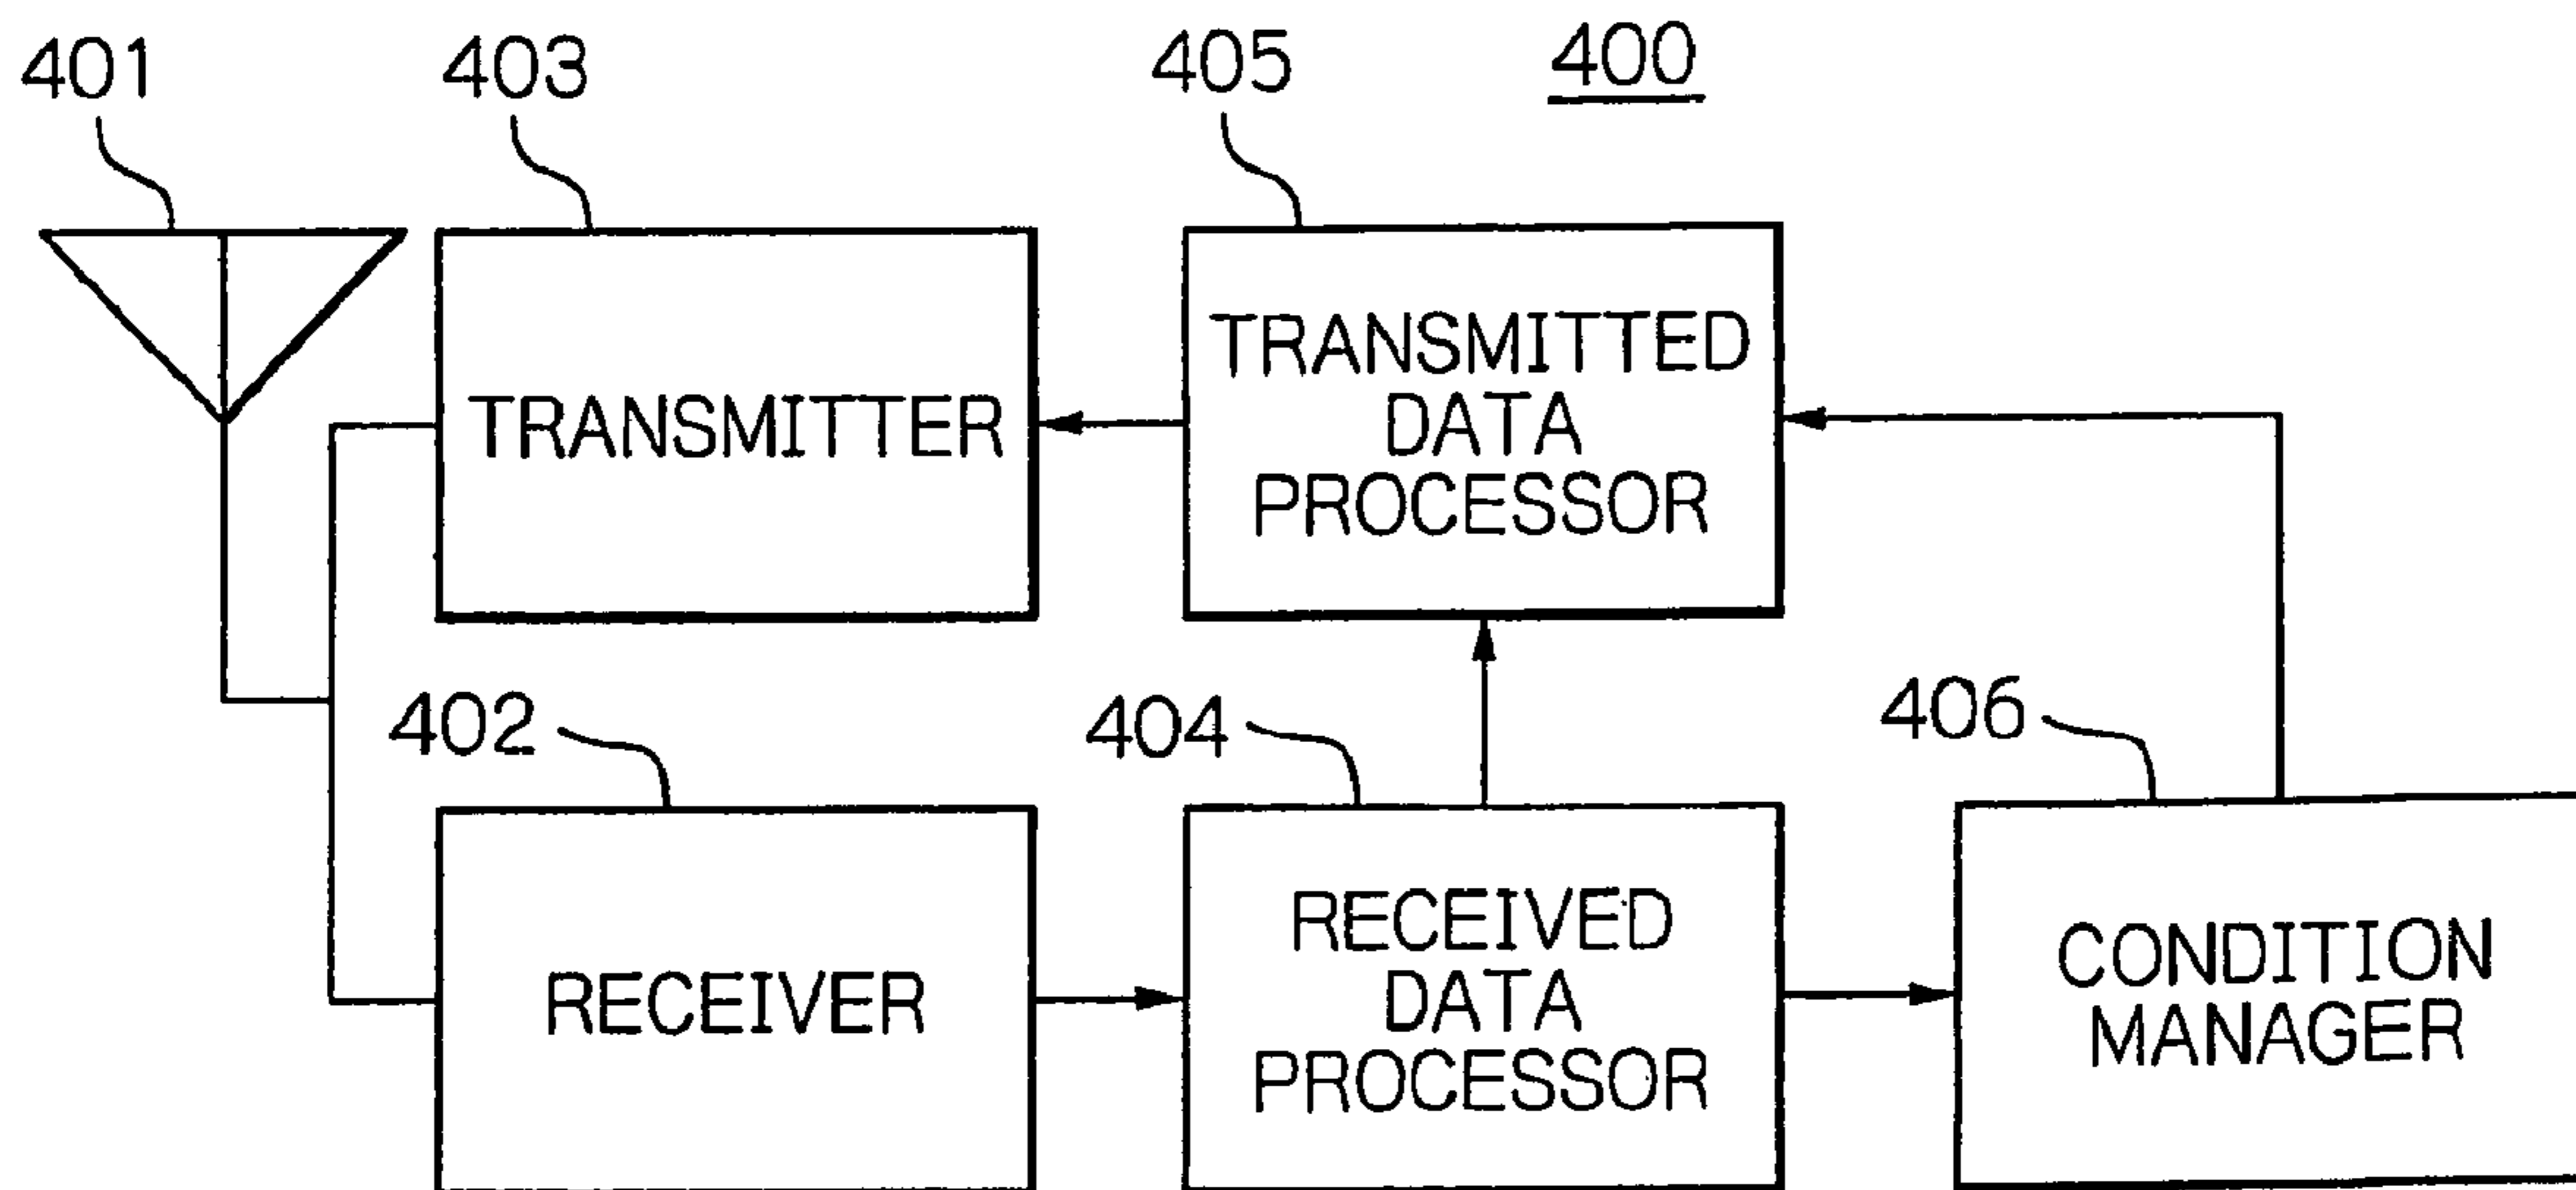 401
403
405
400
TRANSMITTER
TRANSMITTED
DATA
PROCESSOR
402
404
406
RECEIVER
RECEIVED
DATA
PROCESSOR
CONDITION
MANAGER